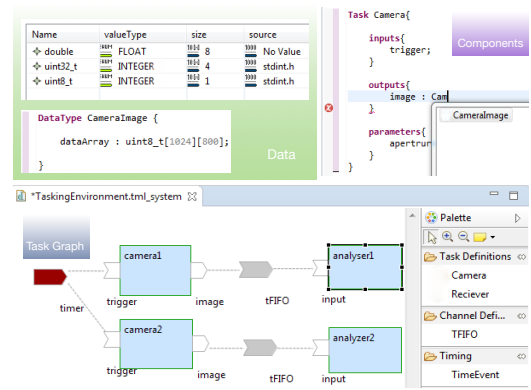 Name valueType size source
double FLOAT 8 No Value
uint32_t INTEGER 4 stdint.h
uint8_t INTEGER 1 stdint.h
DataType CameraImage {
dataArray : uint8_t[1024][800];
}
Data
Task Camera{
inputs{
trigger;
}
outputs{
image : Cam
}
parameters{
aperturu
}
}
Components
CameraImage
*TaskingEnvironment.tml_system
Task Graph
timer
camera1
trigger
image
tFIFO
analyser1
input
camera2
trigger
image
tFIFO
analyzer2
input
Palette
Task Definitions
Camera
Reciever
Channel Defi...
TFIFO
Timing
TimeEvent